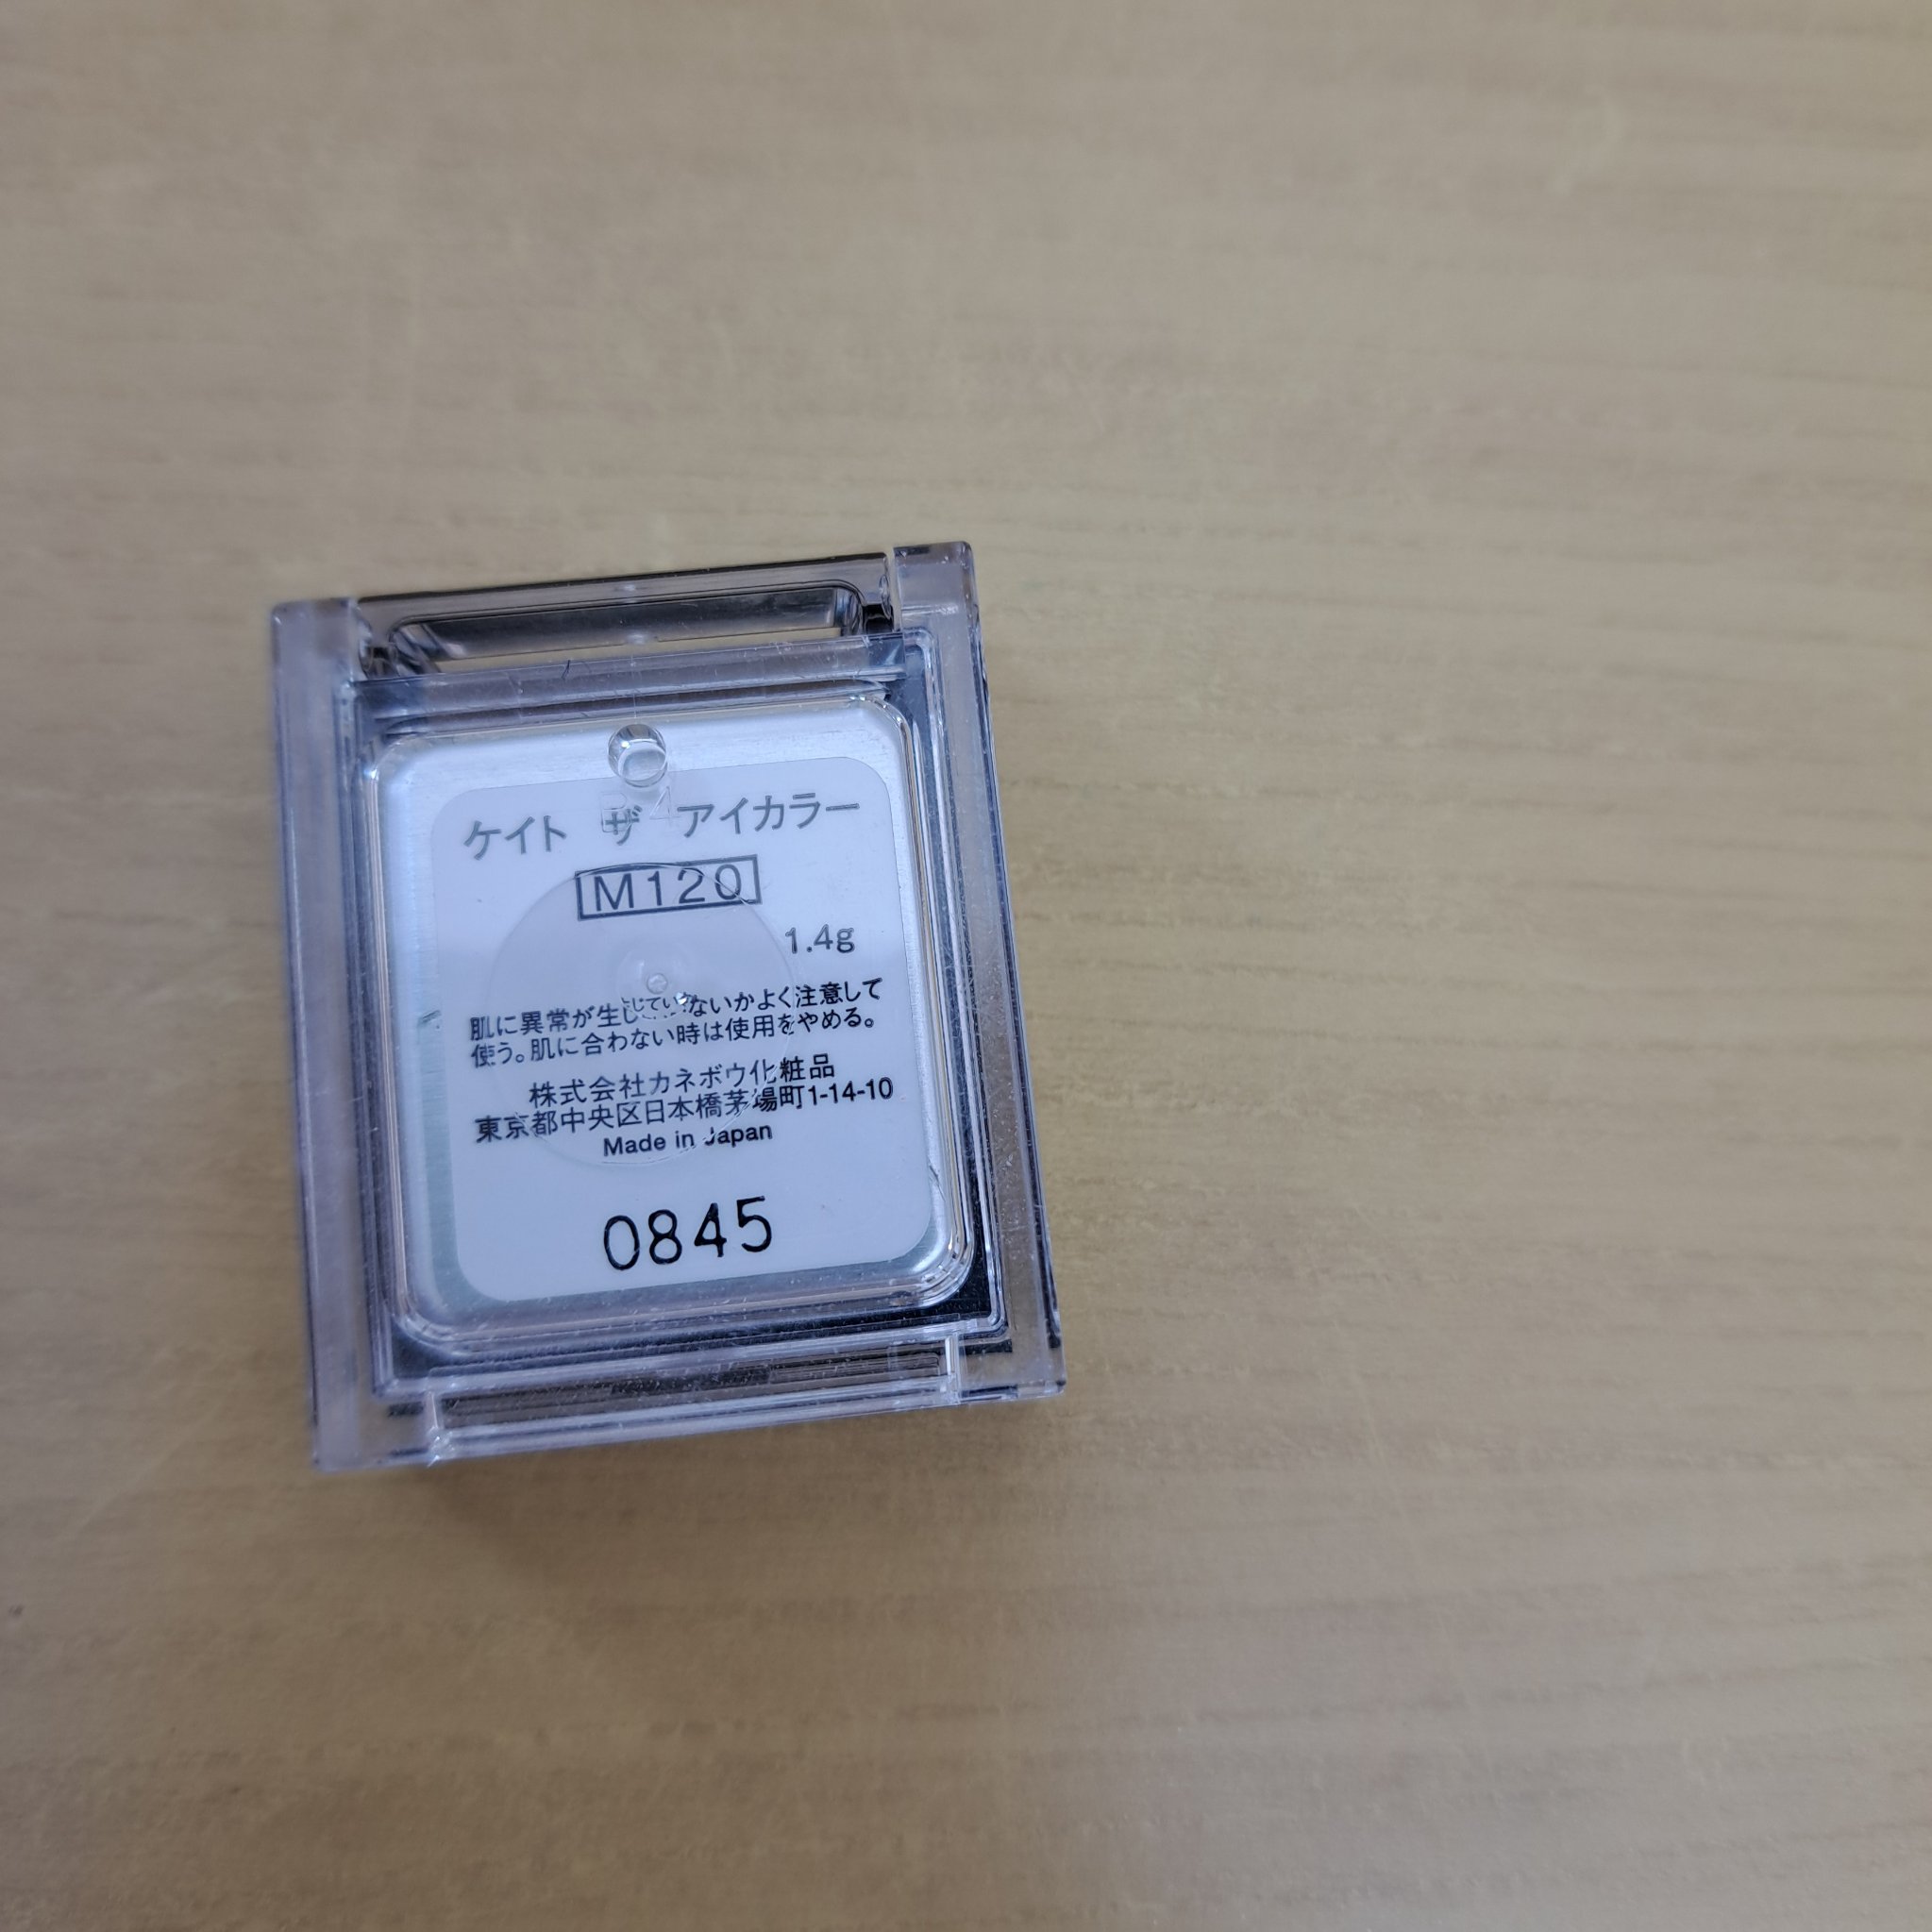 ケイト ザ アイカラー
M120
1.4g
肌に異常が生じていないかよく注意して
使う。肌に合わない時は使用をやめる。
株式会社カネボウ化粧品
東京都中央区日本橋茅場町1-14-10
Made in Japan
0845